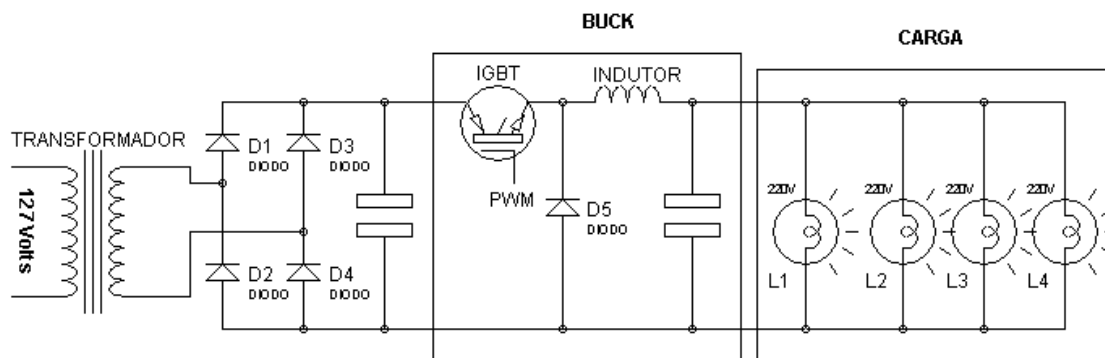 BUCK
CARGA
IGBT
INDUTOR
TRANSFORMADOR
127 Volts
D1
DIODO
D3
DIODO
PWM
D5
DIODO
D2
DIODO
D4
DIODO
220V
220V
220V
220V
L1
L2
L3
L4